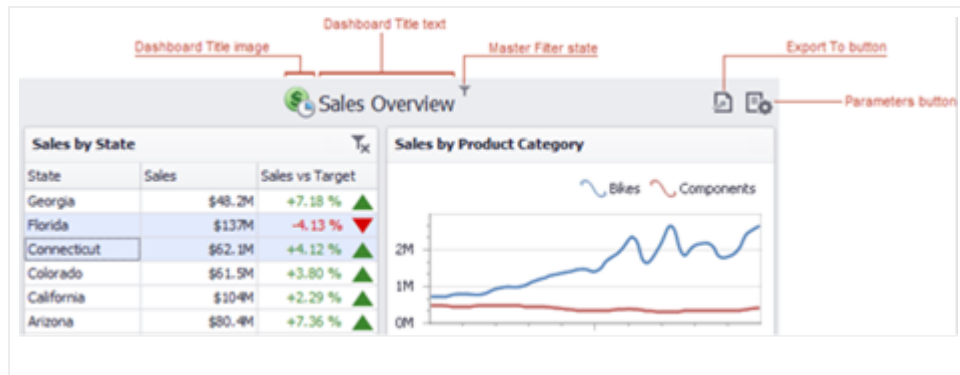 Dashboard Title text
Dashboard Title image
Master Filter state
Export To button
Sales Overview
Parameters button
Sales by State
Sales by Product Category
State Sales Sales vs Target
Bikes Components
Georgia $48.2M +7.18 %
Florida $137M -4.13 %
Connecticut $62.1M +4.12 %
Colorado $61.5M +3.80 %
California $104M +2.29 %
Arizona $80.4M +7.36 %
2M
1M
0M